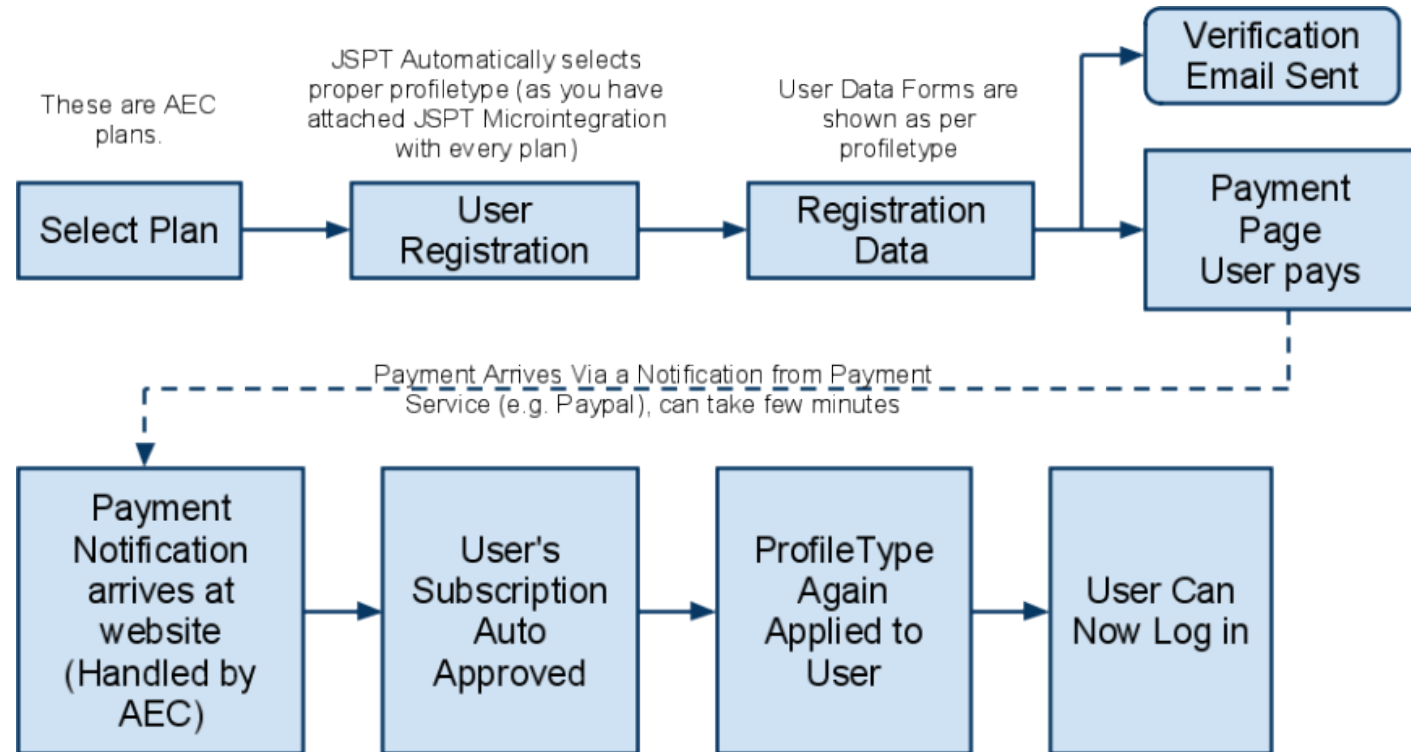 These are AEC
plans.
JSPT Automatically selects
proper profiletype (as you have
attached JSPT Microintegration
with every plan)
User Data Forms are
shown as per
profiletype
Verification
Email Sent
Select Plan
User
Registration
Registration
Data
Payment
Page
User pays
Payment Arrives Via a Notification from Payment
Service (e.g. Paypal), can take few minutes
Payment
Notification
arrives at
website
(Handled by
AEC)
User's
Subscription
Auto
Approved
ProfileType
Again
Applied to
User
User Can
Now Log in